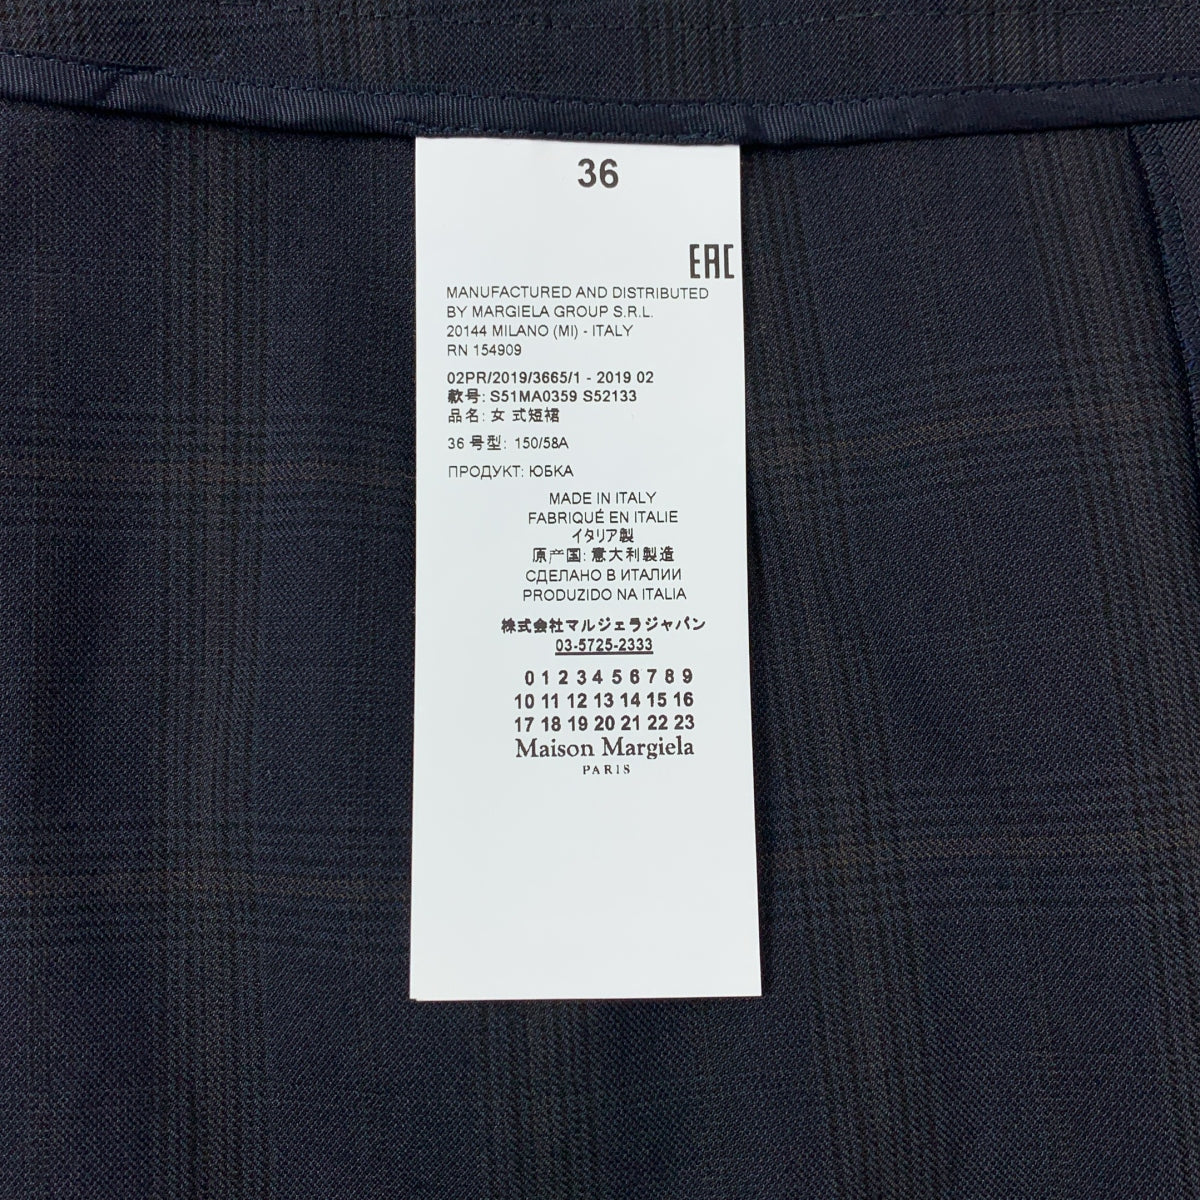 36
EAC
MANUFACTURED AND DISTRIBUTED
BY MARGIELA GROUP S.R.L.
20144 MILANO (MI) - ITALY
RN 154909
02PR/2019/3665/1 - 2019 02
款号: S51MA0359 S52133
品名: 女 式短裙
36 号型: 150/58A
ПРОДУКТ: ЮБКА
MADE IN ITALY
FABRIQUÉ EN ITALIE
イタリア製
原产国: 意大利製造
СДЕЛАНО В ИТАЛИИ
PRODUZIDO NA ITALIA
株式会社マルジェラジャパン
03-5725-2333
0 1 2 3 4 5 6 7 8 9
10 11 12 13 14 15 16
17 18 19 20 21 22 23
Maison Margiela
PARIS